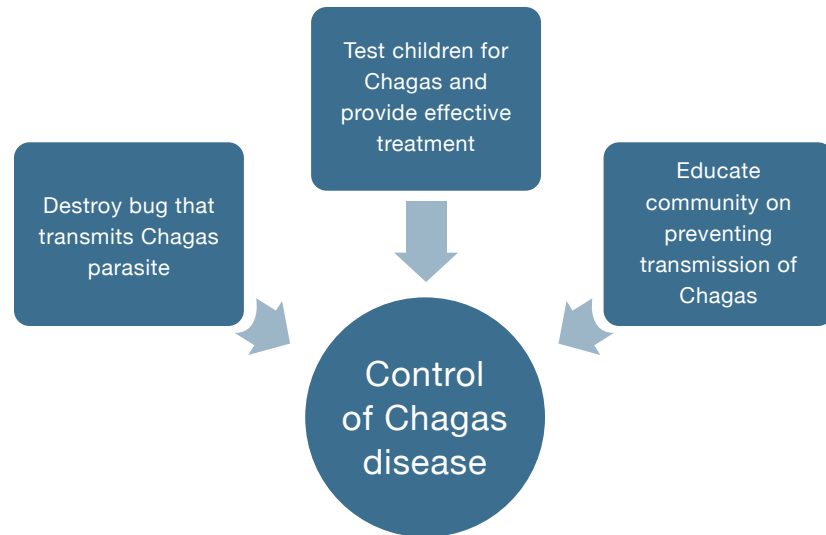 Test children for
Chagas and
provide effective
treatment
Destroy bug that
transmits Chagas
parasite
Educate
community on
preventing
transmission of
Chagas
Control
of Chagas
disease